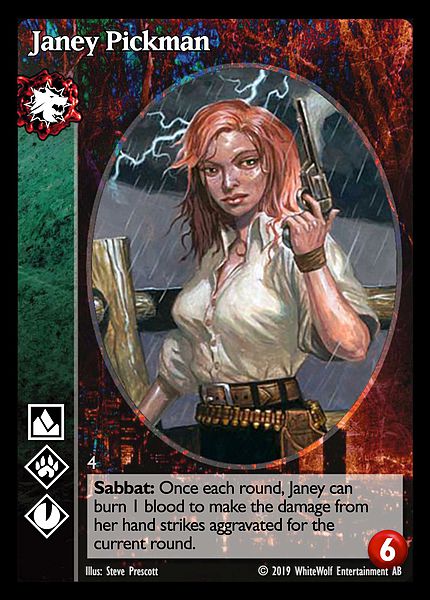 Janey Pickman
4
Sabbat: Once each round, Janey can
burn 1 blood to make the damage from
her hand strikes aggravated for the
current round.
6
Illus: Steve Prescott © 2019 WhiteWolf Entertainment AB